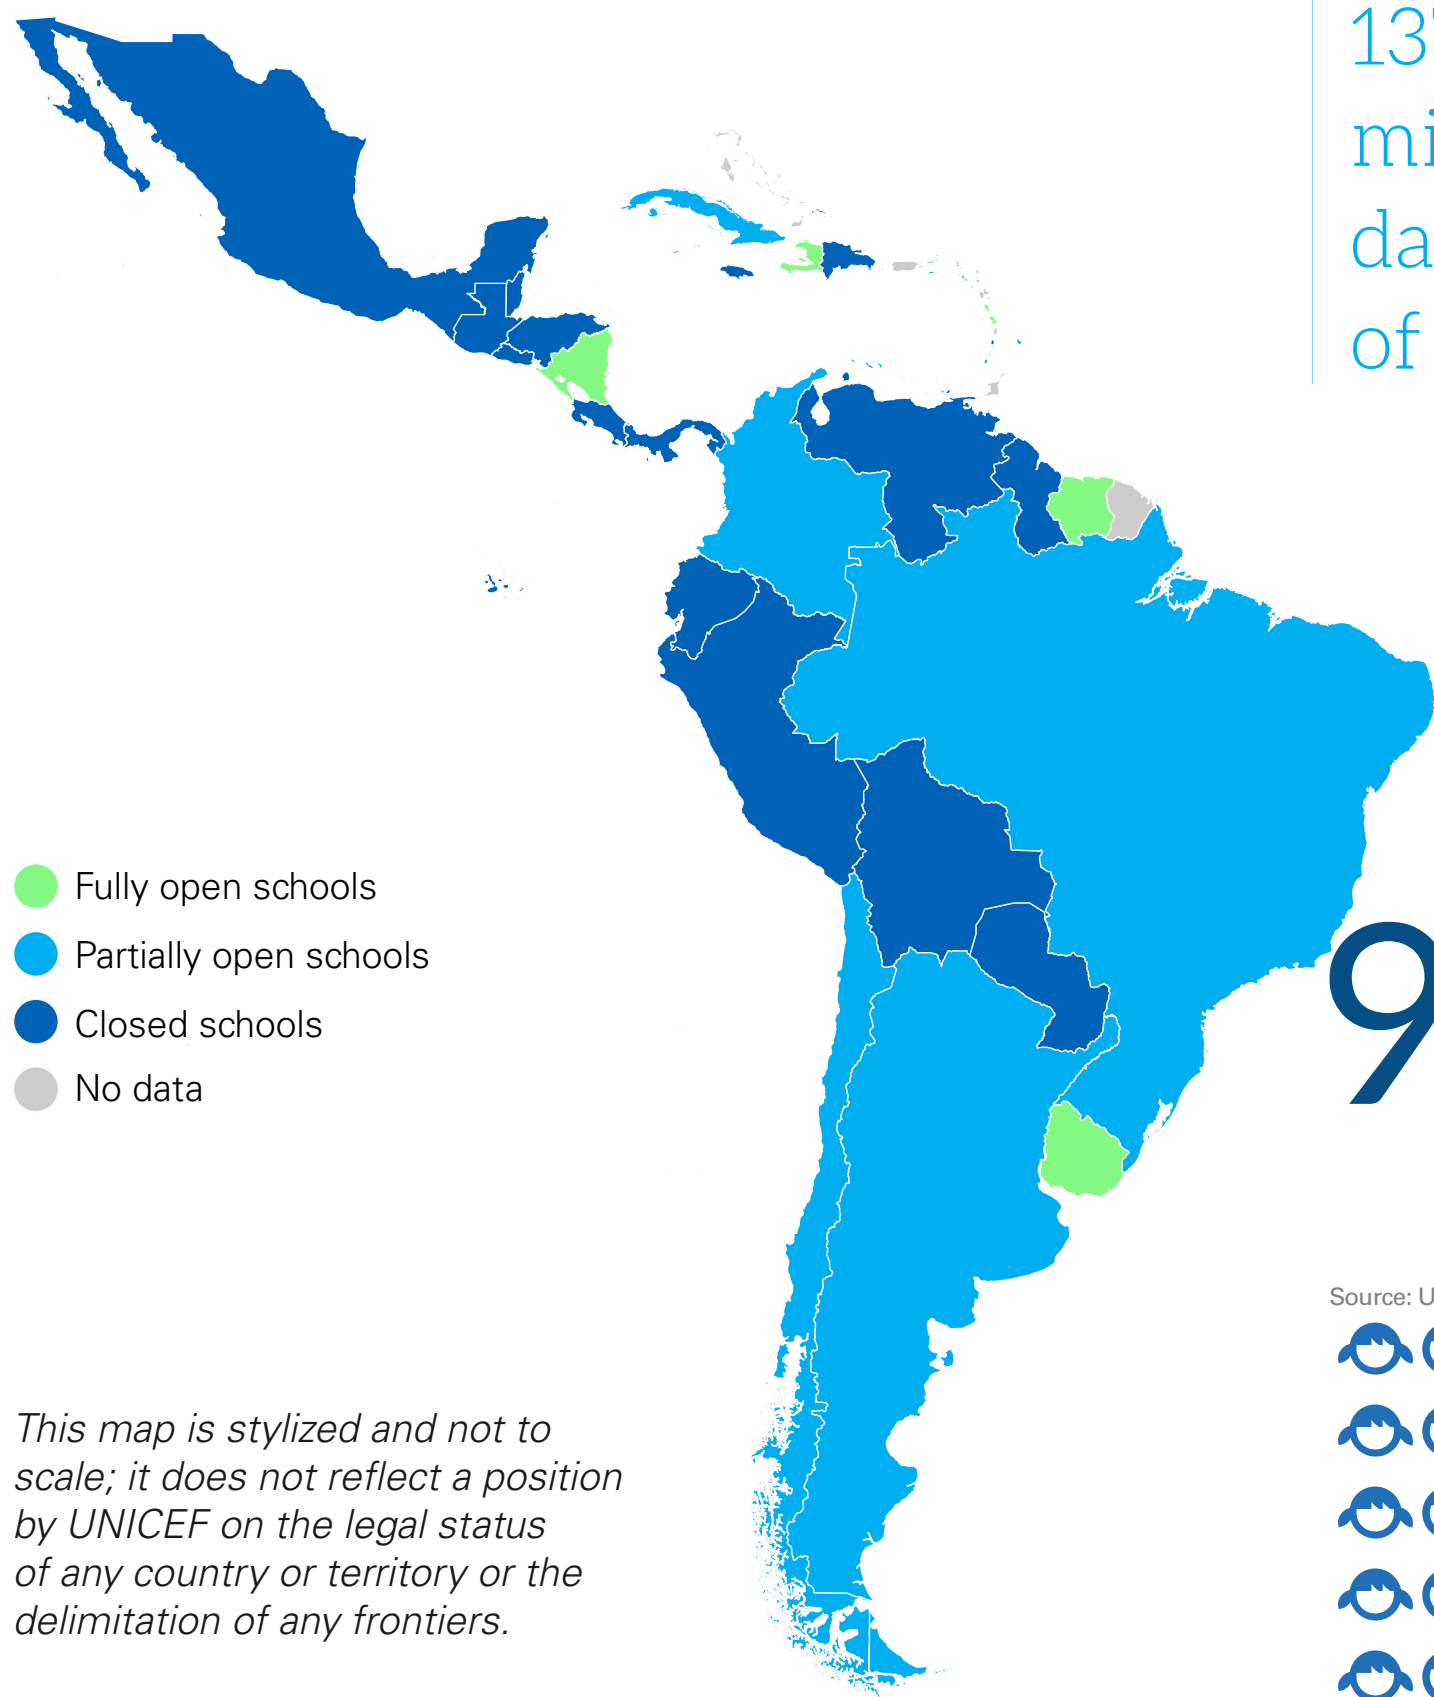 of
Fully open schools
Partially open schools
Closed schools
No data
9
Source:
This map is stylized and not to
scale; it does not reflect a position
by UNICEF on the legal status
of any country or territory or the
delimitation of any frontiers.